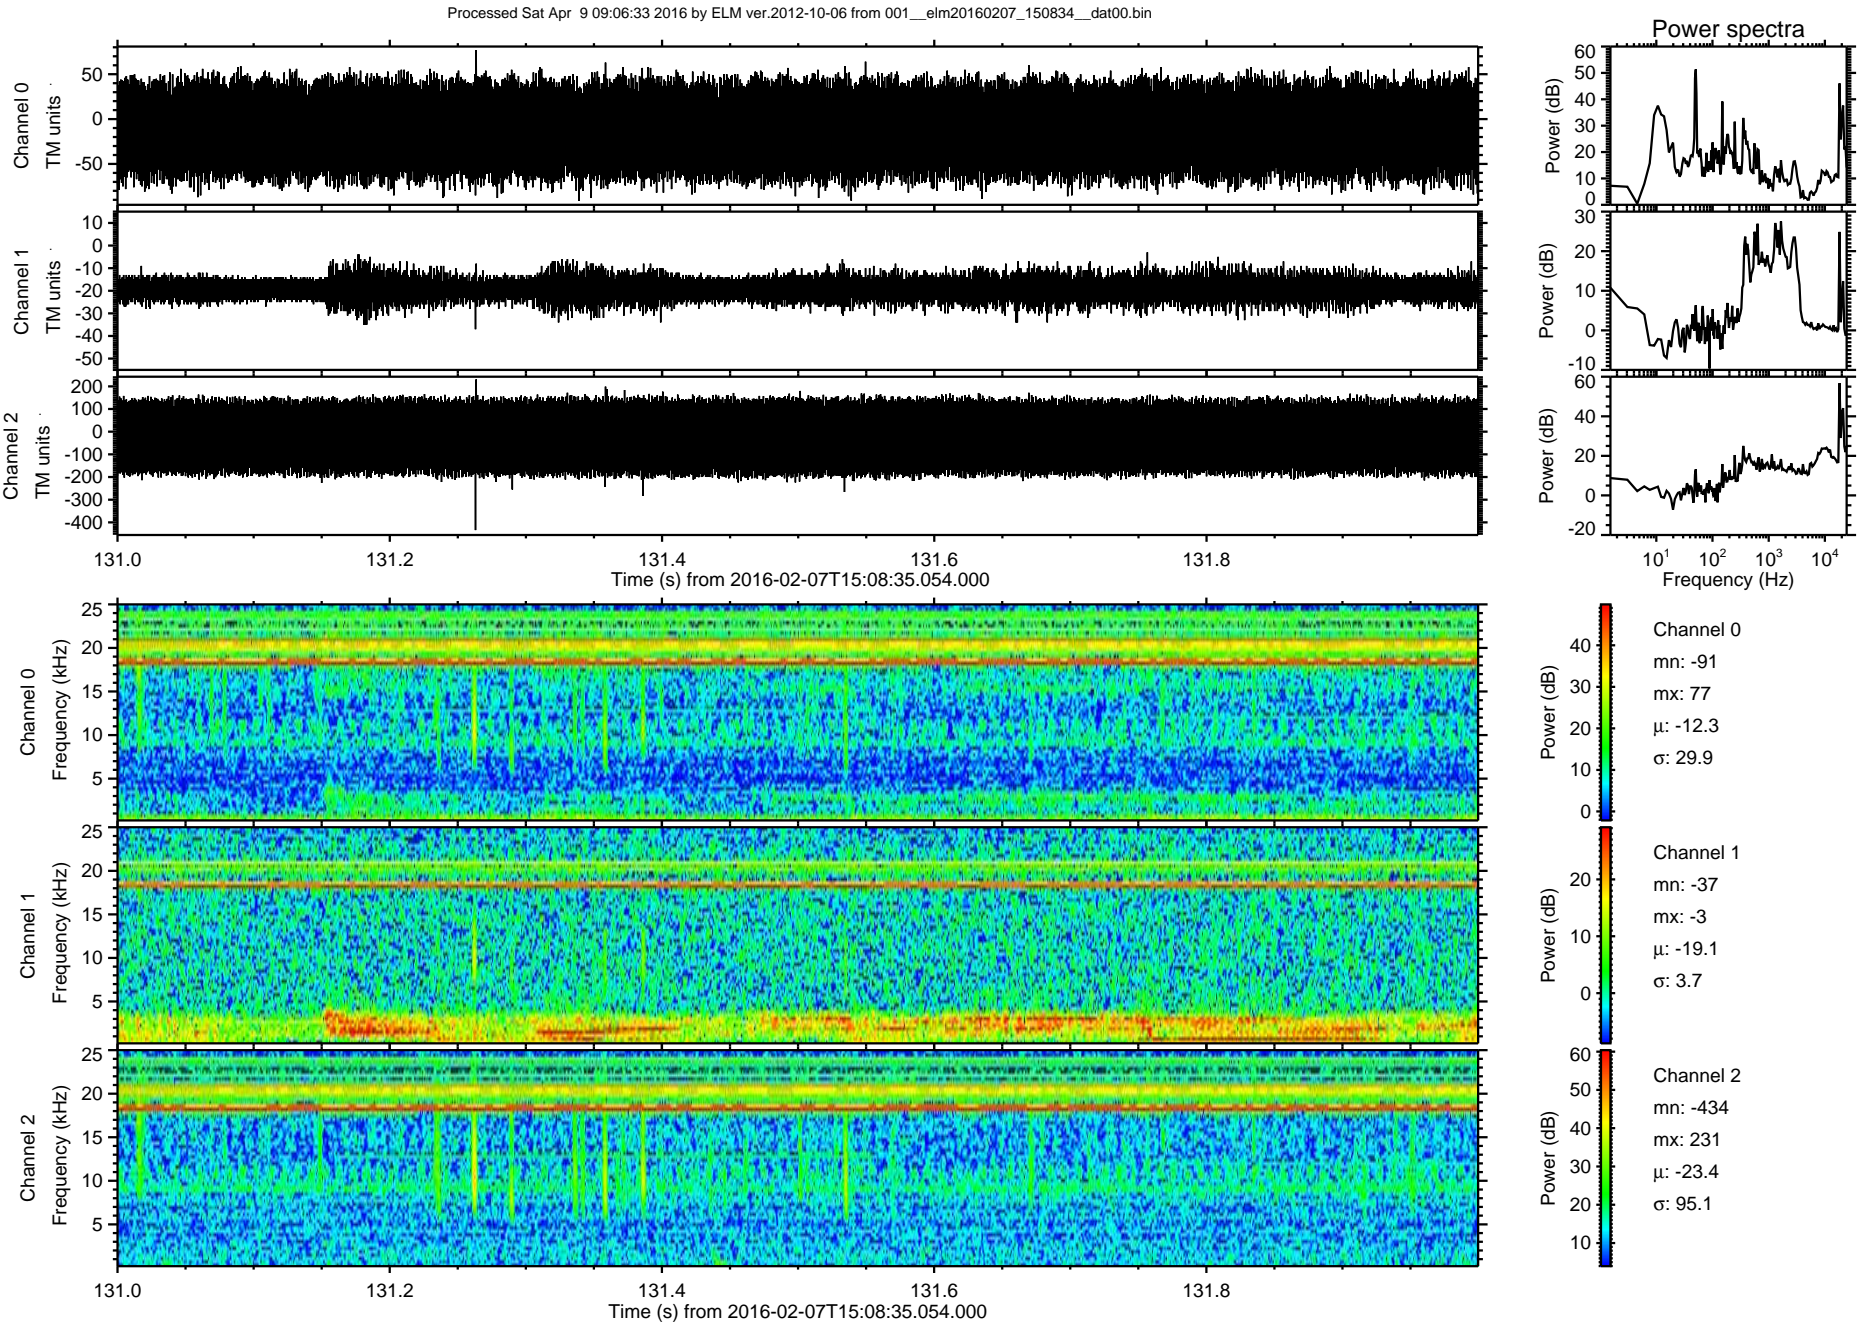 Processed Sat Apr  9 09:06:33 2016 by ELM ver.2012-10-06 from 001__elm20160207_150834__dat00.bin
Power spectra
Channel 0
TM units
50
0
-50
Power (dB)
60
50
40
30
20
10
0
Channel 1
TM units
10
0
-10
-20
-30
-40
-50
Power (dB)
30
20
10
0
-10
Channel 2
TM units
200
100
0
-100
-200
-300
-400
Power (dB)
60
40
20
0
-20
131.0 131.2 131.4 131.6 131.8
Time (s) from 2016-02-07T15:08:35.054.000
10^1 10^2 10^3 10^4
Frequency (Hz)
Channel 0
Frequency (kHz)
25
20
15
10
5
Power (dB)
40
30
20
10
0
Channel 0
mn: -91
mx: 77
μ: -12.3
σ: 29.9
Channel 1
Frequency (kHz)
25
20
15
10
5
Power (dB)
20
10
0
Channel 1
mn: -37
mx: -3
μ: -19.1
σ: 3.7
Channel 2
Frequency (kHz)
25
20
15
10
5
Power (dB)
60
50
40
30
20
10
Channel 2
mn: -434
mx: 231
μ: -23.4
σ: 95.1
131.0 131.2 131.4 131.6 131.8
Time (s) from 2016-02-07T15:08:35.054.000